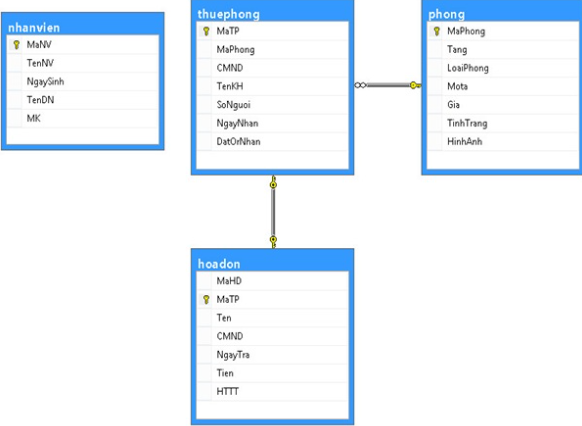 nhanvien
MaNV
TenNV
NgaySinh
TenDN
MK
thuephong
MaTP
MaPhong
CMND
TenKH
SoNguoi
NgayNhan
DatOrNhan
phong
MaPhong
Tang
LoaiPhong
Mota
Gia
TinhTrang
HinhAnh
hoadon
MaHD
MaTP
Ten
CMND
NgayTra
Tien
HTTT